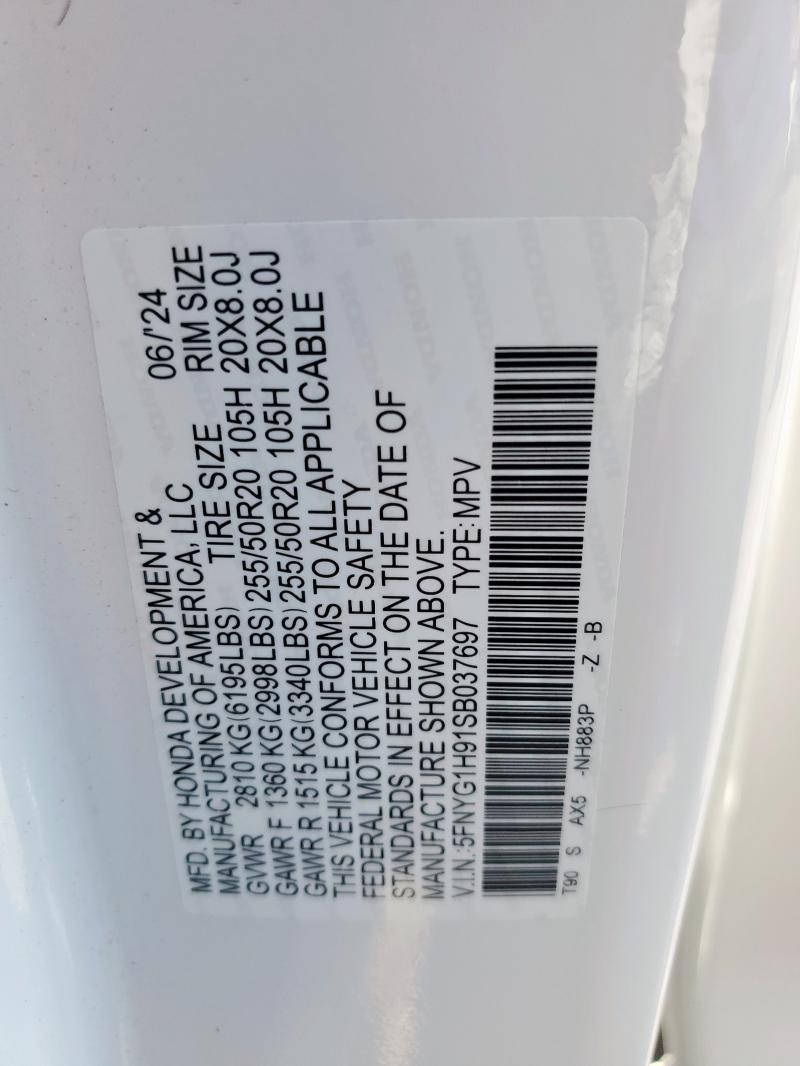 MFD. BY HONDA DEVELOPMENT & 06/'24
MANUFACTURING OF AMERICA, LLC
GVWR 2810 KG(6195LBS) TIRE SIZE RIM SIZE
GAWR F 1360 KG(2998LBS)255/50R20 105H 20X8.0J
GAWR R 1515 KG(3340LBS)255/50R20 105H 20X8.0J
THIS VEHICLE CONFORMS TO ALL APPLICABLE
FEDERAL MOTOR VEHICLE SAFETY
STANDARDS IN EFFECT ON THE DATE OF
MANUFACTURE SHOWN ABOVE.
V.I.N.:5FNYG1H91SB037697 TYPE: MPV
T90 S AX5 -NH883P -Z -B